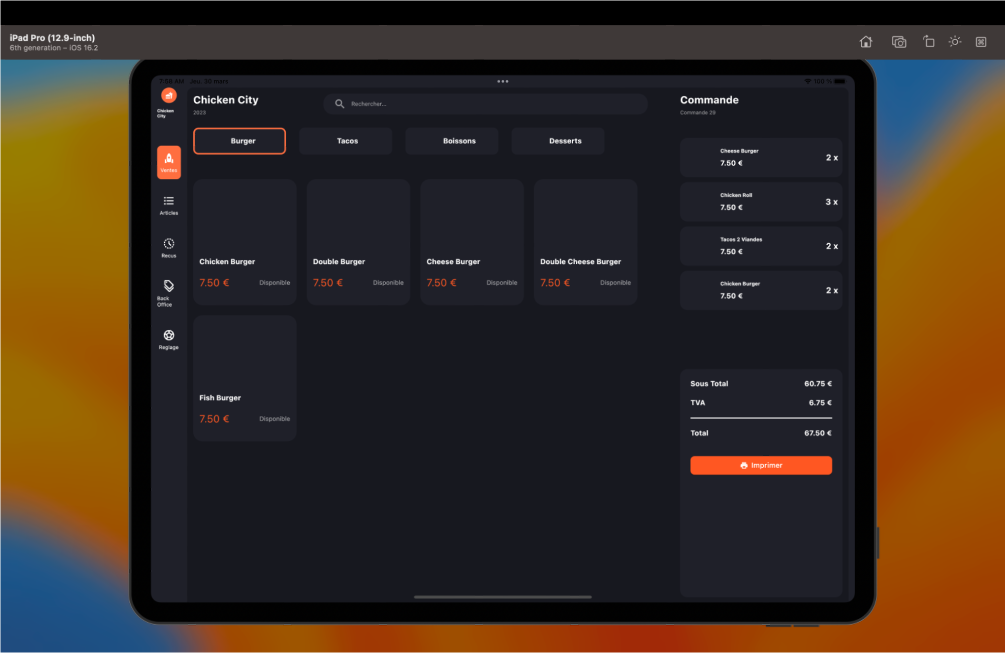 iPad Pro (12.9-inch)
6th generation – iOS 16.2
7:58 AM Jeu. 30 mars
100 %
Chicken
City
Ventes
Articles
Recus
Back
Office
Reglage
Chicken City
2023
Rechercher...
Burger
Tacos
Boissons
Desserts
Chicken Burger
7.50 €
Disponible
Double Burger
7.50 €
Disponible
Cheese Burger
7.50 €
Disponible
Double Cheese Burger
7.50 €
Disponible
Fish Burger
7.50 €
Disponible
Commande
Commande 29
Cheese Burger
7.50 €
2 x
Chicken Roll
7.50 €
3 x
Tacos 2 Viandes
7.50 €
2 x
Chicken Burger
7.50 €
2 x
Sous Total 60.75 €
TVA 6.75 €
Total 67.50 €
Imprimer